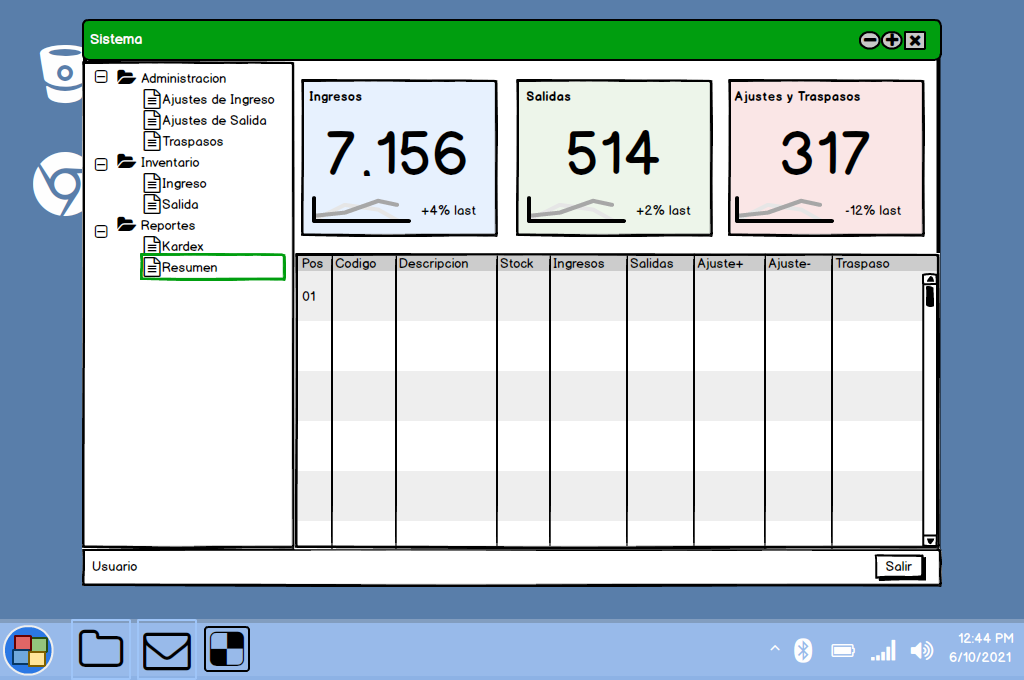 Sistema
Administracion
Ajustes de Ingreso
Ajustes de Salida
Traspasos
Inventario
Ingreso
Salida
Reportes
Kardex
Resumen
Ingresos
7.156
+4% last
Salidas
514
+2% last
Ajustes y Traspasos
317
-12% last
Pos Codigo Descripcion Stock Ingresos Salidas Ajuste+ Ajuste- Traspaso
01
Usuario
Salir
12:44 PM
6/10/2021